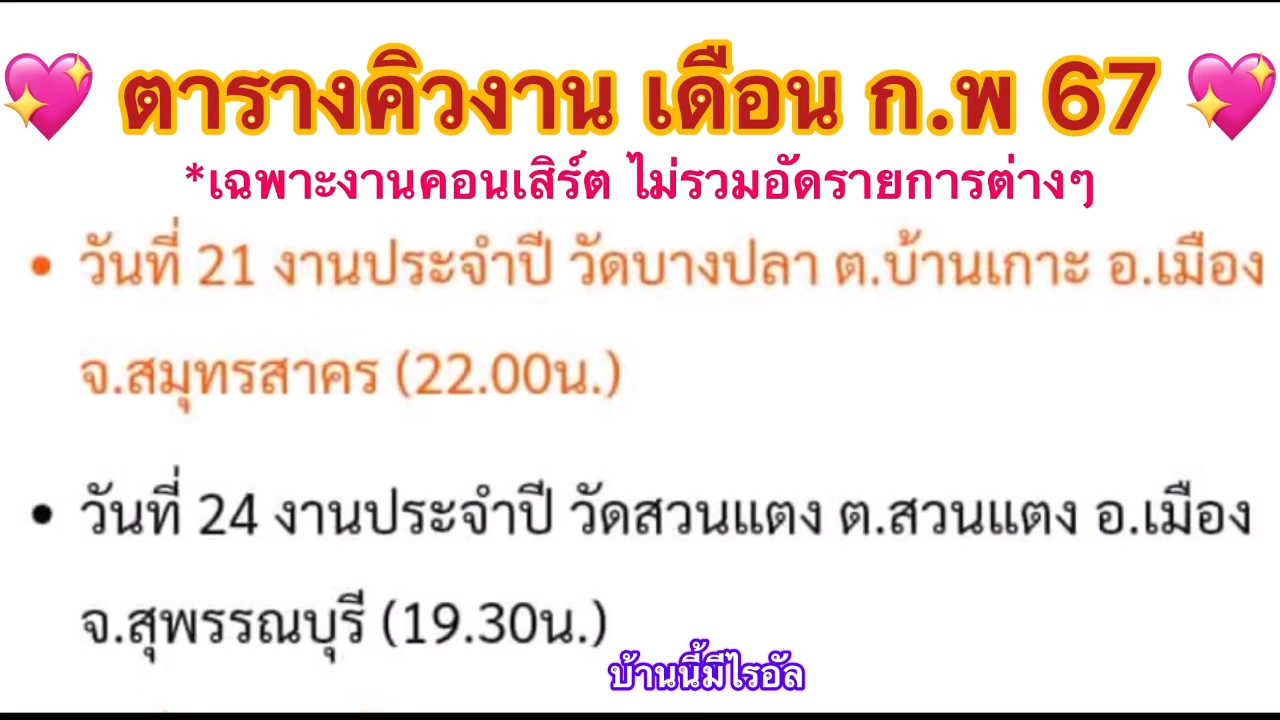 ตารางคิวงาน เดือน ก.พ 67
*เฉพาะงานคอนเสิร์ต ไม่รวมอัดรายการต่างๆ
• วันที่ 21 งานประจำปี วัดบางปลา ต.บ้านเกาะ อ.เมือง
จ.สมุทรสาคร (22.00น.)
• วันที่ 24 งานประจำปี วัดสวนแตง ต.สวนแตง อ.เมือง
จ.สุพรรณบุรี (19.30น.)
บ้านนี้มีไรอัล